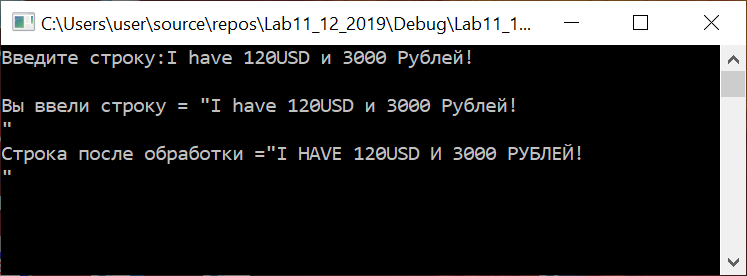 C:\Users\user\source\repos\Lab11_12_2019\Debug\Lab11_1...
Введите строку:I have 120USD и 3000 Рублей!
Вы ввели строку = "I have 120USD и 3000 Рублей!
"
Строка после обработки ="I HAVE 120USD И 3000 РУБЛЕЙ!
"